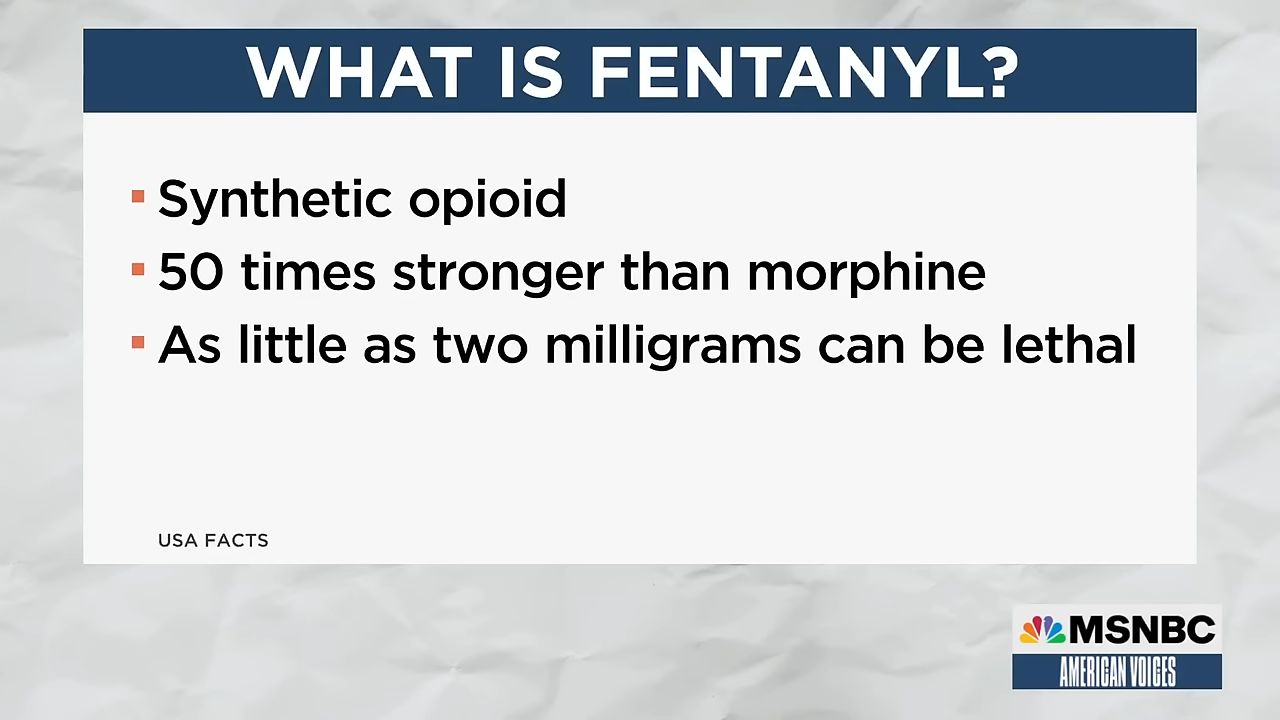 WHAT IS FENTANYL?
Synthetic opioid
50 times stronger than morphine
As little as two milligrams can be lethal
USA FACTS
MSNBC
AMERICAN VOICES